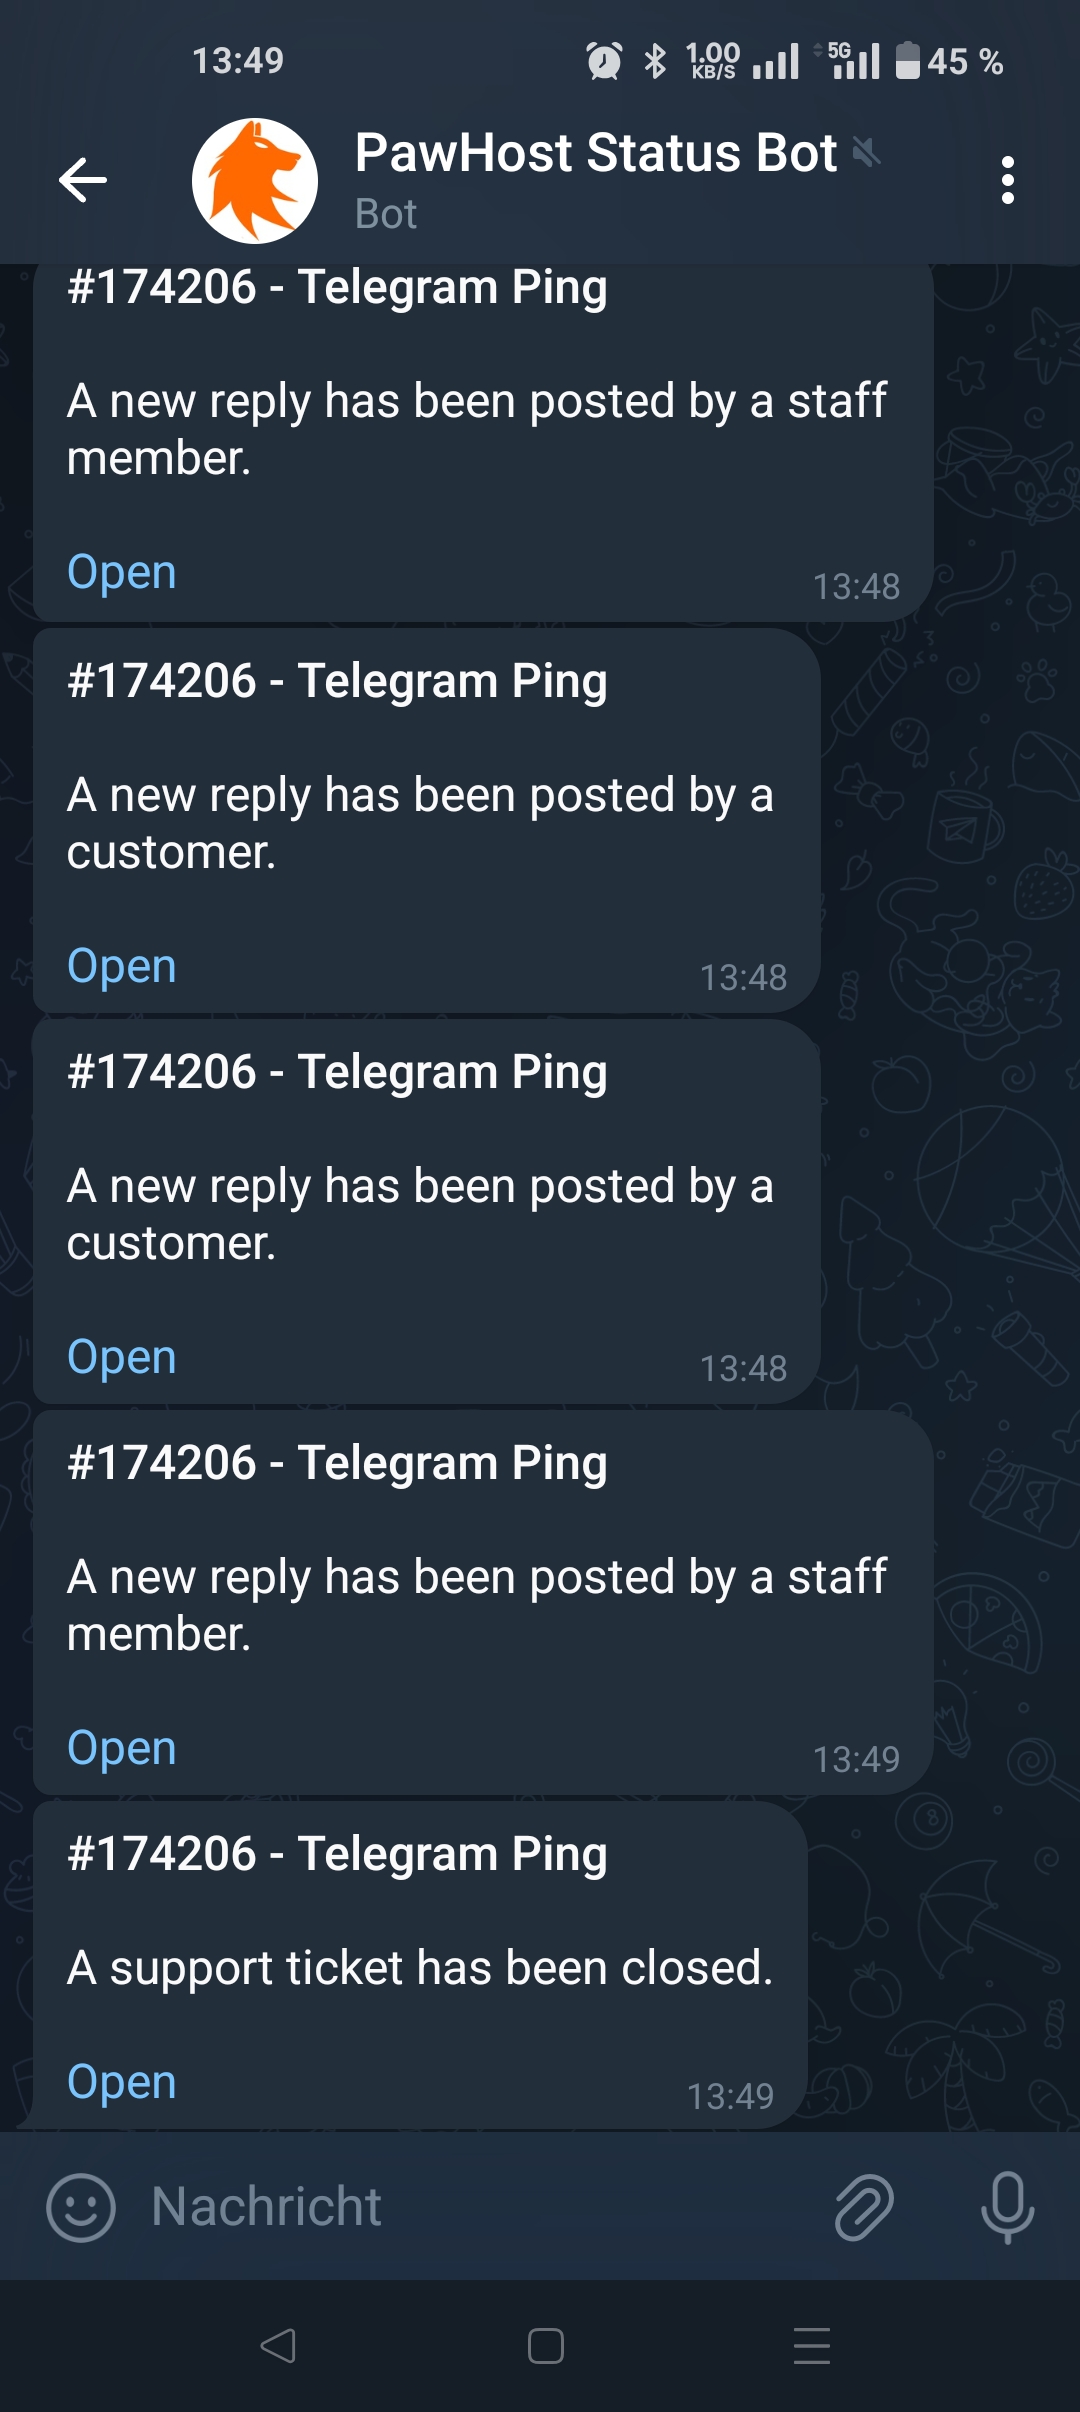 13:49
1.00
KB/S
5G
45 %
PawHost Status Bot
Bot
#174206 - Telegram Ping
A new reply has been posted by a staff
member.
Open
13:48
#174206 - Telegram Ping
A new reply has been posted by a
customer.
Open
13:48
#174206 - Telegram Ping
A new reply has been posted by a
customer.
Open
13:48
#174206 - Telegram Ping
A new reply has been posted by a staff
member.
Open
13:49
#174206 - Telegram Ping
A support ticket has been closed.
Open
13:49
Nachricht